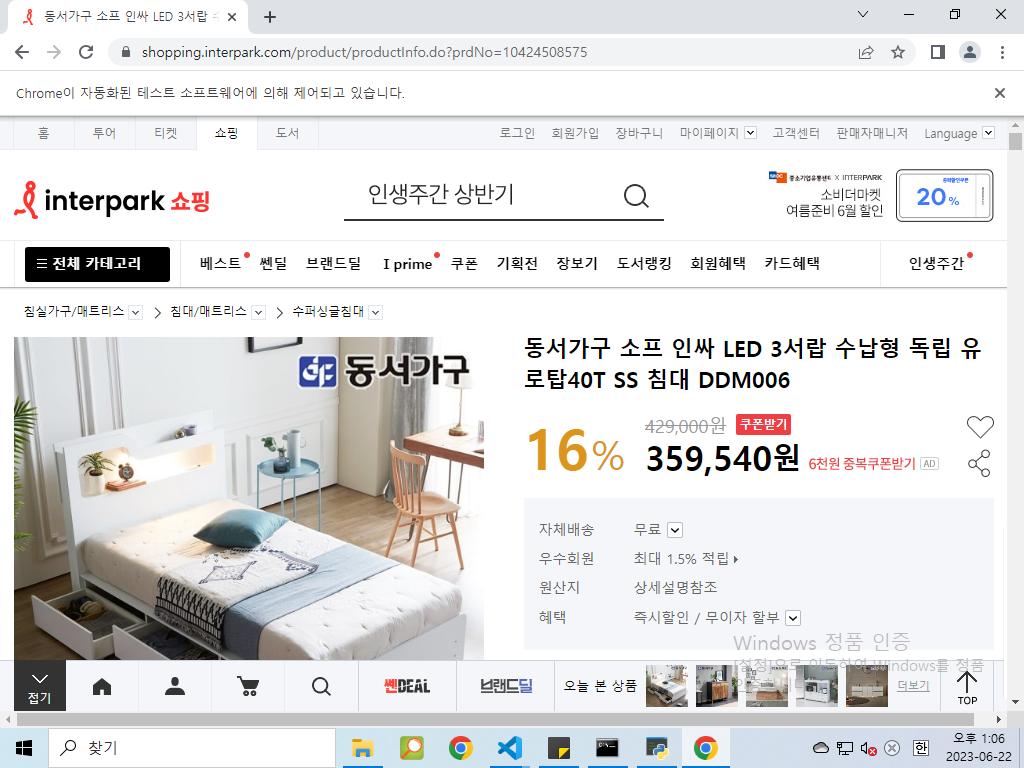 동서가구 소프 인싸 LED 3서랍 수
shopping.interpark.com/product/productInfo.do?prdNo=10424508575
Chrome이 자동화된 테스트 소프트웨어에 의해 제어되고 있습니다.
홈 투어 티켓 쇼핑 도서 로그인 회원가입 장바구니 마이페이지 고객센터 판매자매니저 Language
interpark 쇼핑
인생주간 상반기
중소기업유통센터 X INTERPARK
소비더마켓
여름준비 6월 할인
중복할인쿠폰
20%
전체 카테고리 베스트 쎈딜 브랜드딜 I prime 쿠폰 기획전 장보기 도서랭킹 회원혜택 카드혜택 인생주간
침실가구/매트리스 침대/매트리스 수퍼싱글침대
동서가구
동서가구 소프 인싸 LED 3서랍 수납형 독립 유
로탑40T SS 침대 DDM006
16%
429,000원 쿠폰받기
359,540원 6천원 중복쿠폰받기 AD
자체배송 무료
우수회원 최대 1.5% 적립
원산지 상세설명참조
혜택 즉시할인 / 무이자 할부
Windows 정품 인증
[설정]으로 이동하여 Windows를 정품
접기
쎈DEAL
브랜드딜
오늘 본 상품
더보기
TOP
찾기
한
오후 1:06
2023-06-22